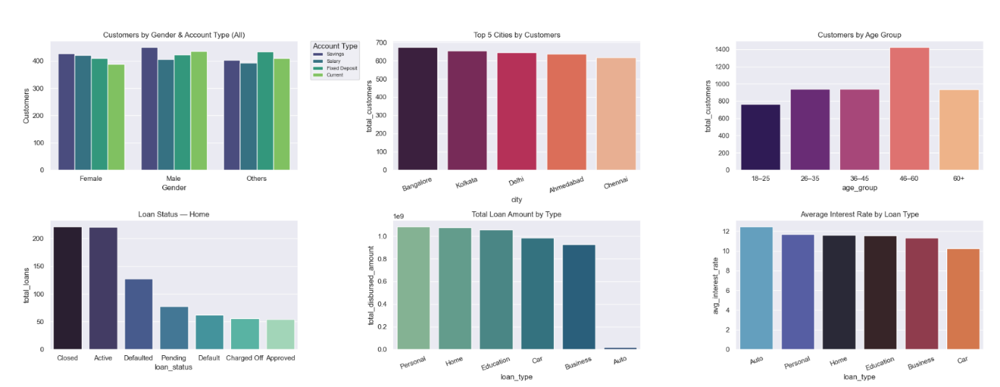 Customers by Gender & Account Type (All)
Customers
400
300
200
100
0
Female Male Others
Gender
Account Type
Savings
Salary
Fixed Deposit
Current
Top 5 Cities by Customers
total_customers
700
600
500
400
300
200
100
0
Bangalore Kolkata Delhi Ahmedabad Chennai
city
Customers by Age Group
total_customers
1400
1200
1000
800
600
400
200
0
18–25 26–35 36–45 46–60 60+
age_group
Loan Status — Home
total_loans
200
150
100
50
0
Closed Active Defaulted Pending Default Charged Off Approved
loan_status
Total Loan Amount by Type
1e9
total_disbursed_amount
1.0
0.8
0.6
0.4
0.2
0.0
Personal Home Education Car Business Auto
loan_type
Average Interest Rate by Loan Type
avg_interest_rate
12
10
8
6
4
2
0
Auto Personal Home Education Business Car
loan_type